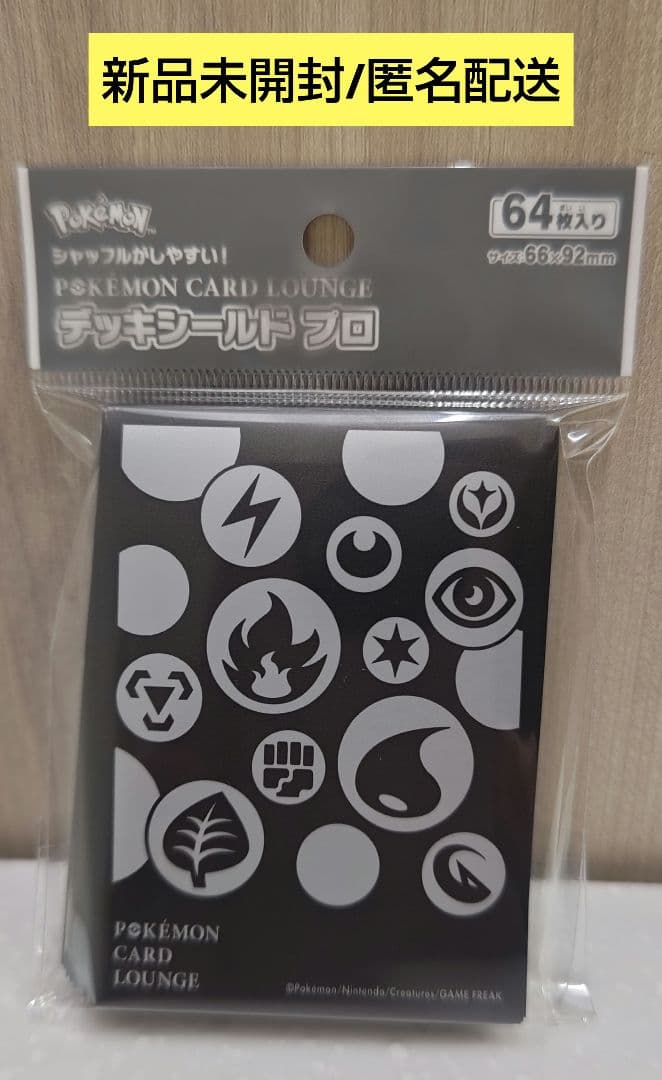 新品未開封/匿名配送
POKÉMON™
64枚入り
シャッフルがしやすい!
サイズ:66×92mm
POKÉMON CARD LOUNGE
デッキシールド プロ
POKÉMON
CARD
LOUNGE
©Pokémon/Nintendo/Creatures/GAME FREAK